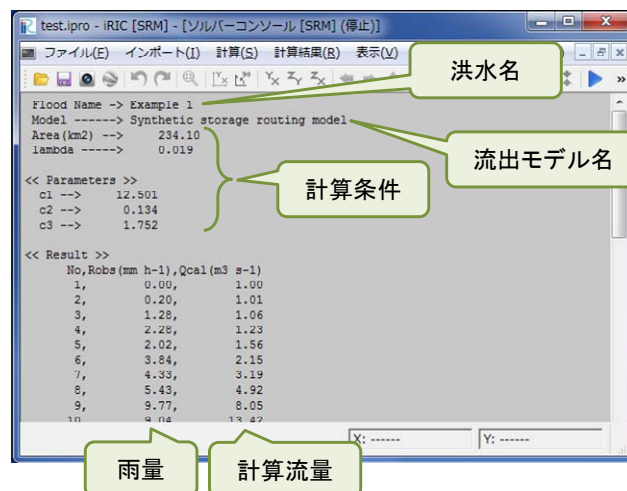 test.ipro - iRIC [SRM] - [ソルバーコンソール [SRM] (停止)]
ファイル(F) インポート(I) 計算(S) 計算結果(R) 表示(V)
洪水名
Flood Name -> Example 1
Model ------> Synthetic storage routing model
流出モデル名
Area(km2) --> 234.10
lambda -----> 0.019
計算条件
<< Parameters >>
c1 --> 12.501
c2 --> 0.134
c3 --> 1.752
<< Result >>
No,Robs(mm h-1),Qcal(m3 s-1)
1, 0.00, 1.00
2, 0.20, 1.01
3, 1.28, 1.06
4, 2.28, 1.23
5, 2.02, 1.56
6, 3.84, 2.15
7, 4.33, 3.19
8, 5.43, 4.92
9, 9.77, 8.05
10 9.04 13.42
X: ------ Y: ------
雨量
計算流量